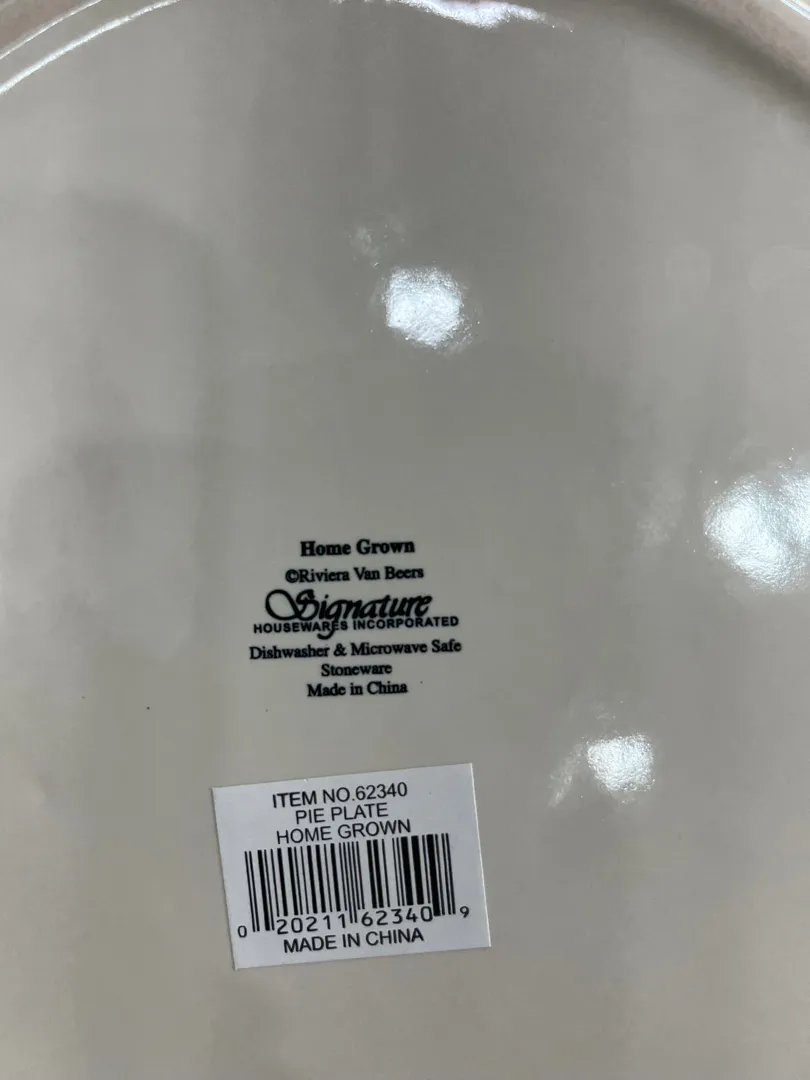 Home Grown
©Riviera Van Beers
Signature
HOUSEWARES INCORPORATED
Dishwasher & Microwave Safe
Stoneware
Made in China
ITEM NO.62340
PIE PLATE
HOME GROWN
0 20211 62340 9
MADE IN CHINA